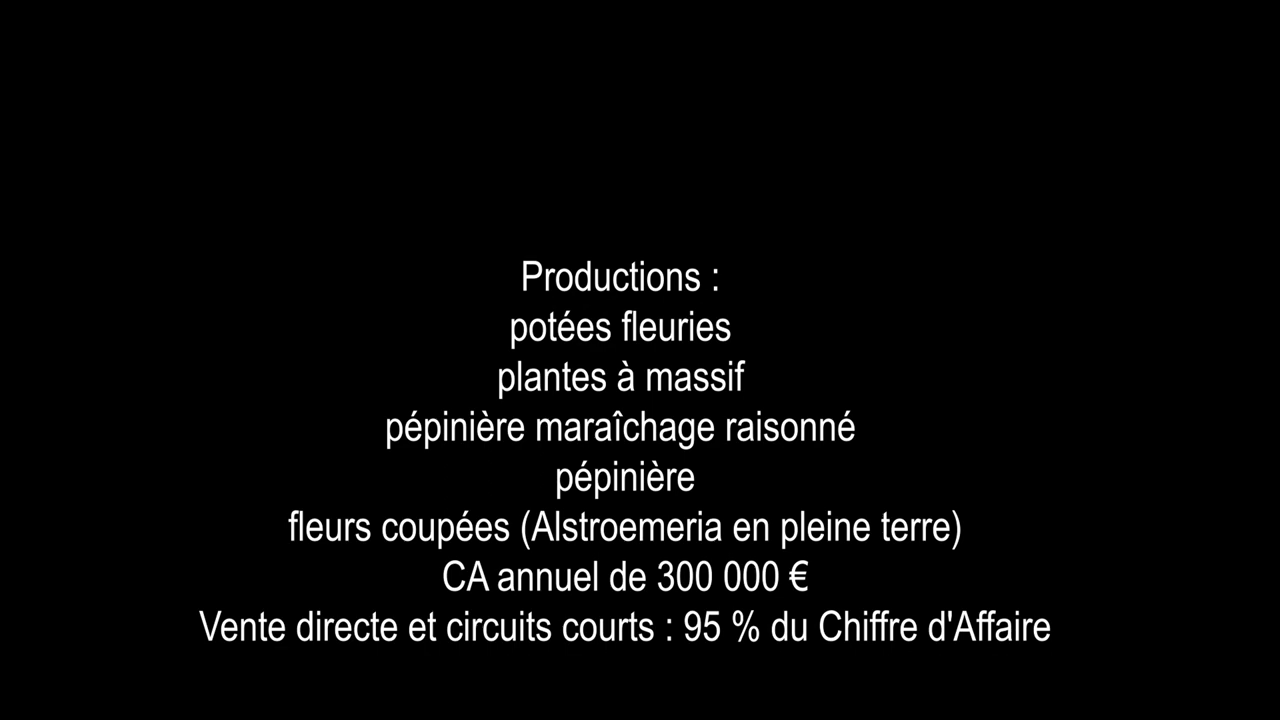 Productions :
potées fleuries
plantes à massif
pépinière maraîchage raisonné
pépinière
fleurs coupées (Alstroemeria en pleine terre)
CA annuel de 300 000 €
Vente directe et circuits courts : 95 % du Chiffre d'Affaire